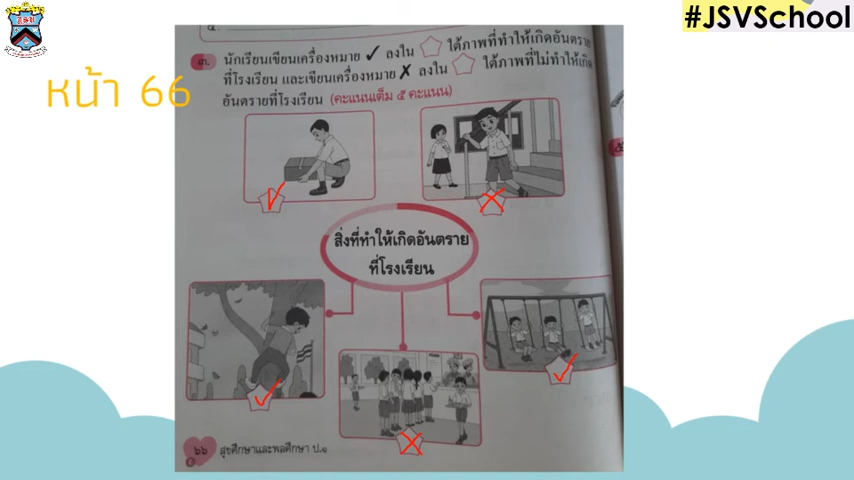 JSV
#JSVSchool
หน้า 66
๕.
๓. นักเรียนเขียนเครื่องหมาย ✓ ลงใน ☆ ใต้ภาพที่ทำให้เกิดอันตราย
ที่โรงเรียน และเขียนเครื่องหมาย ✗ ลงใน ☆ ใต้ภาพที่ไม่ทำให้เกิด
อันตรายที่โรงเรียน (คะแนนเต็ม ๕ คะแนน)
✓
✗
สิ่งที่ทำให้เกิดอันตราย
ที่โรงเรียน
✓
✗
✓
๖๖ สุขศึกษาและพลศึกษา ป.๑